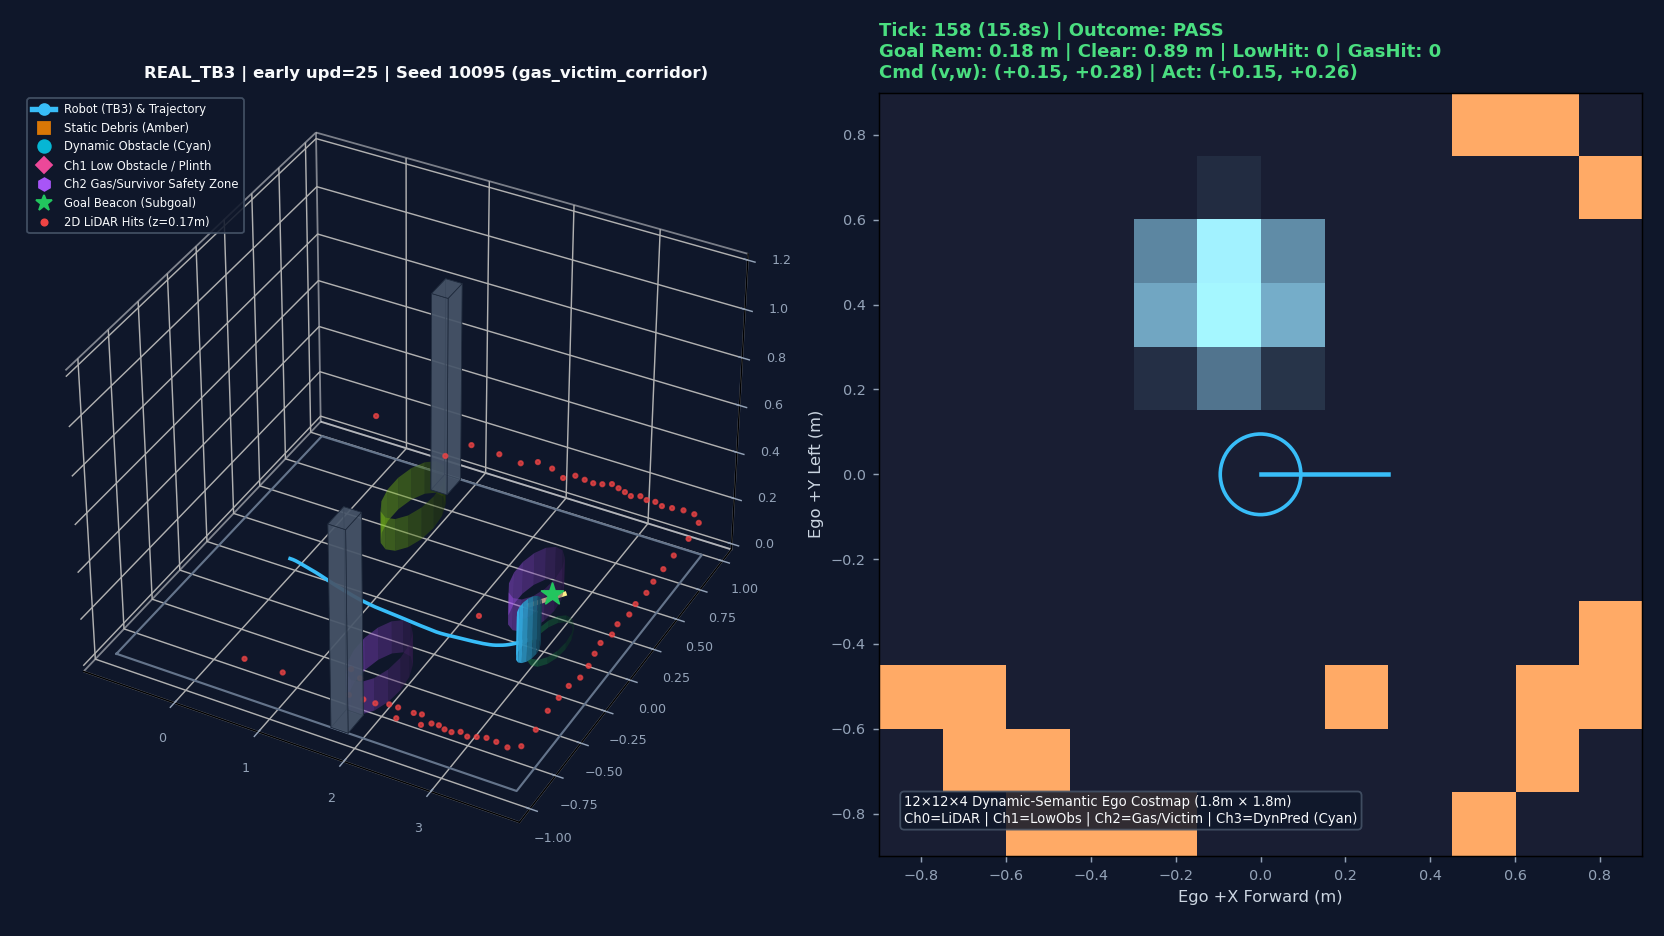 REAL_TB3 | early upd=25 | Seed 10095 (gas_victim_corridor)
Robot (TB3) & Trajectory
Static Debris (Amber)
Dynamic Obstacle (Cyan)
Ch1 Low Obstacle / Plinth
Ch2 Gas/Survivor Safety Zone
Goal Beacon (Subgoal)
2D LiDAR Hits (z=0.17m)
1.2
1.0
0.8
0.6
0.4
0.2
0.0
1.00
0.75
0.50
0.25
0.00
−0.25
−0.50
−0.75
−1.00
0
1
2
3
Tick: 158 (15.8s) | Outcome: PASS
Goal Rem: 0.18 m | Clear: 0.89 m | LowHit: 0 | GasHit: 0
Cmd (v,w): (+0.15, +0.28) | Act: (+0.15, +0.26)
Ego +Y Left (m)
0.8
0.6
0.4
0.2
0.0
−0.2
−0.4
−0.6
−0.8
12×12×4 Dynamic-Semantic Ego Costmap (1.8m × 1.8m)
Ch0=LiDAR | Ch1=LowObs | Ch2=Gas/Victim | Ch3=DynPred (Cyan)
−0.8 −0.6 −0.4 −0.2 0.0 0.2 0.4 0.6 0.8
Ego +X Forward (m)